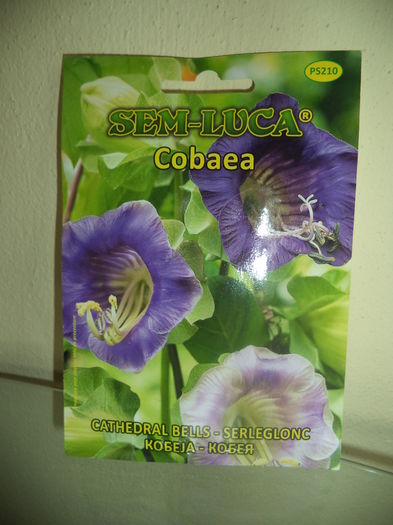 PS210
SEM-LUCA®
Cobaea
CATHEDRAL BELLS - SERLEGLONC
КОБЕЈА - КОБЕЯ